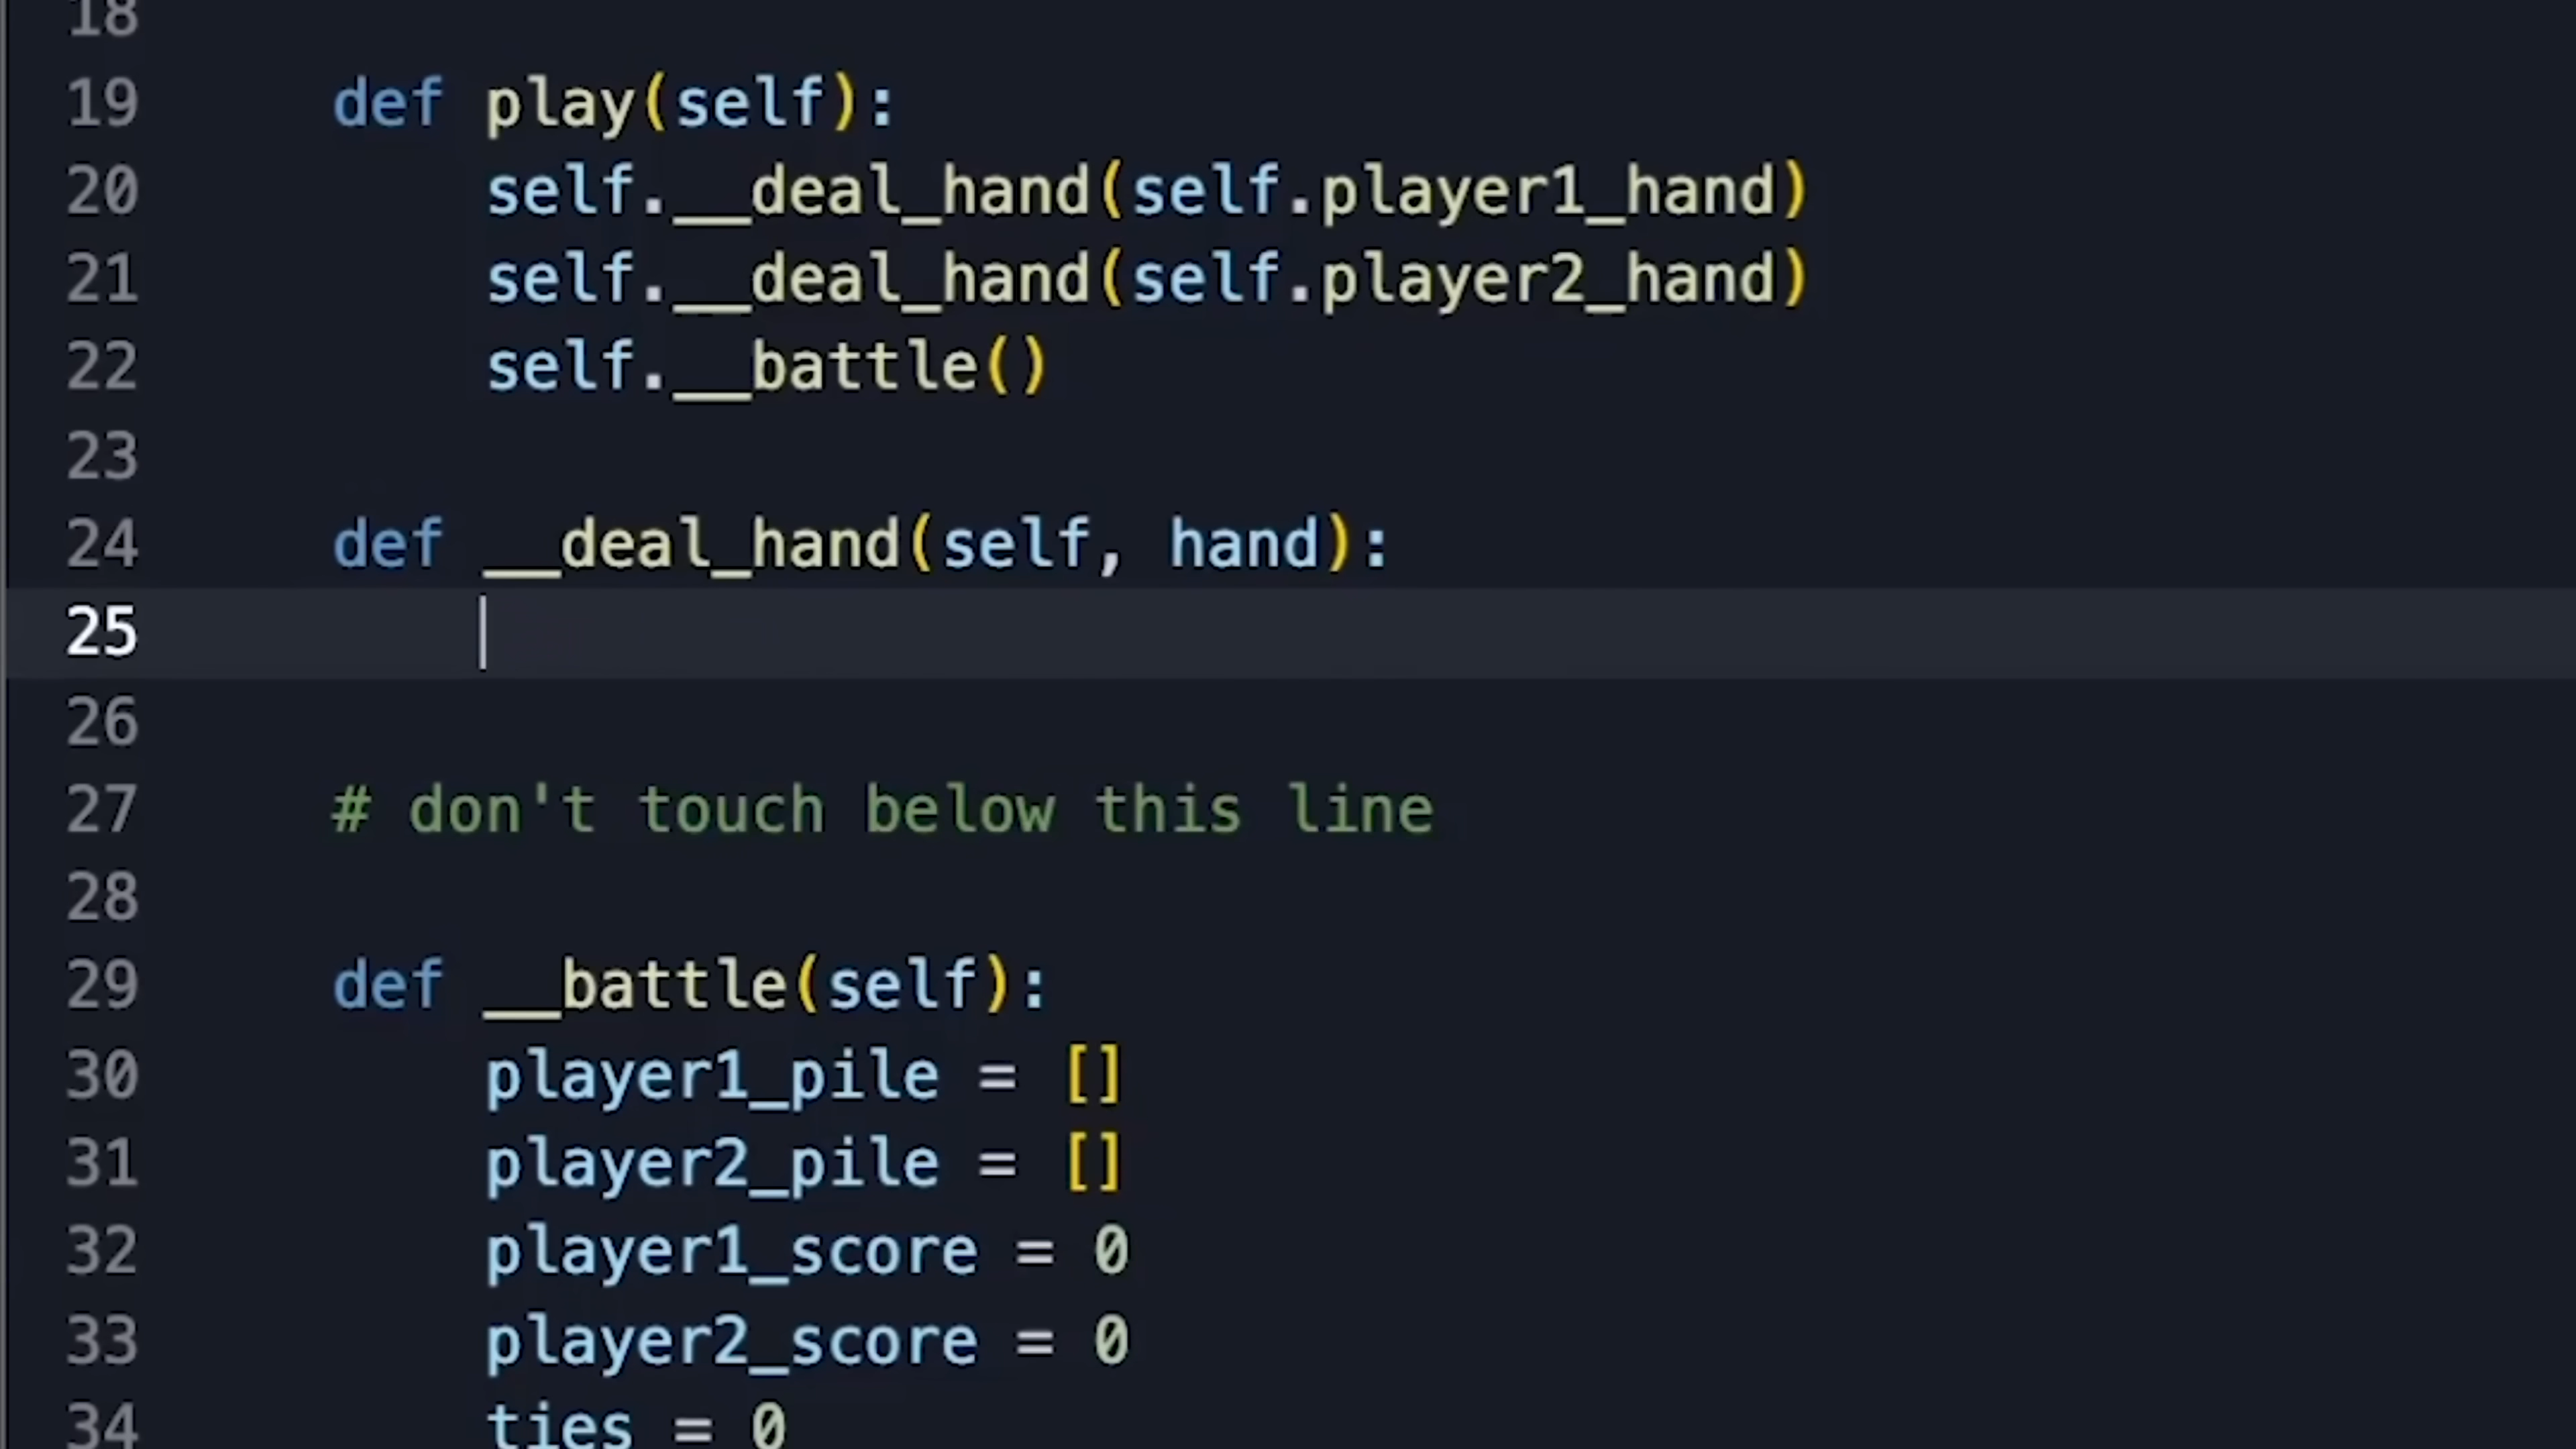 18
19 def play(self):
20 self.__deal_hand(self.player1_hand)
21 self.__deal_hand(self.player2_hand)
22 self.__battle()
23
24 def __deal_hand(self, hand):
25
26
27 # don't touch below this line
28
29 def __battle(self):
30 player1_pile = []
31 player2_pile = []
32 player1_score = 0
33 player2_score = 0
34 ties = 0